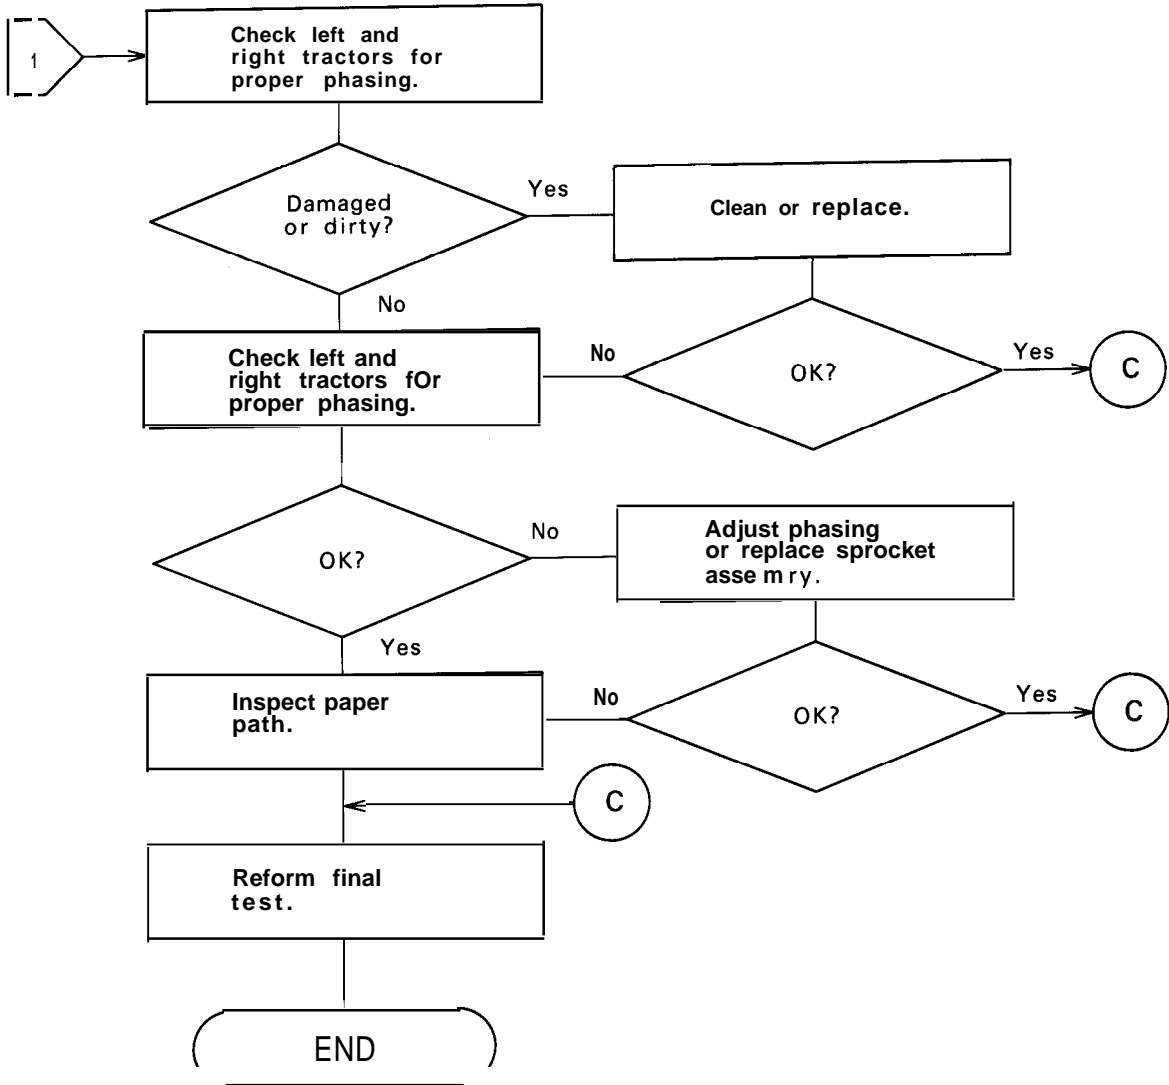 1
Check left and
right tractors for
proper phasing.
Damaged
or dirty?
Yes
Clean or replace.
No
Check left and
right tractors fOr
proper phasing.
No
OK?
Yes
C
OK?
No
Adjust phasing
or replace sprocket
asse m ry.
Yes
Inspect paper
path.
No
OK?
Yes
C
C
Reform final
test.
END